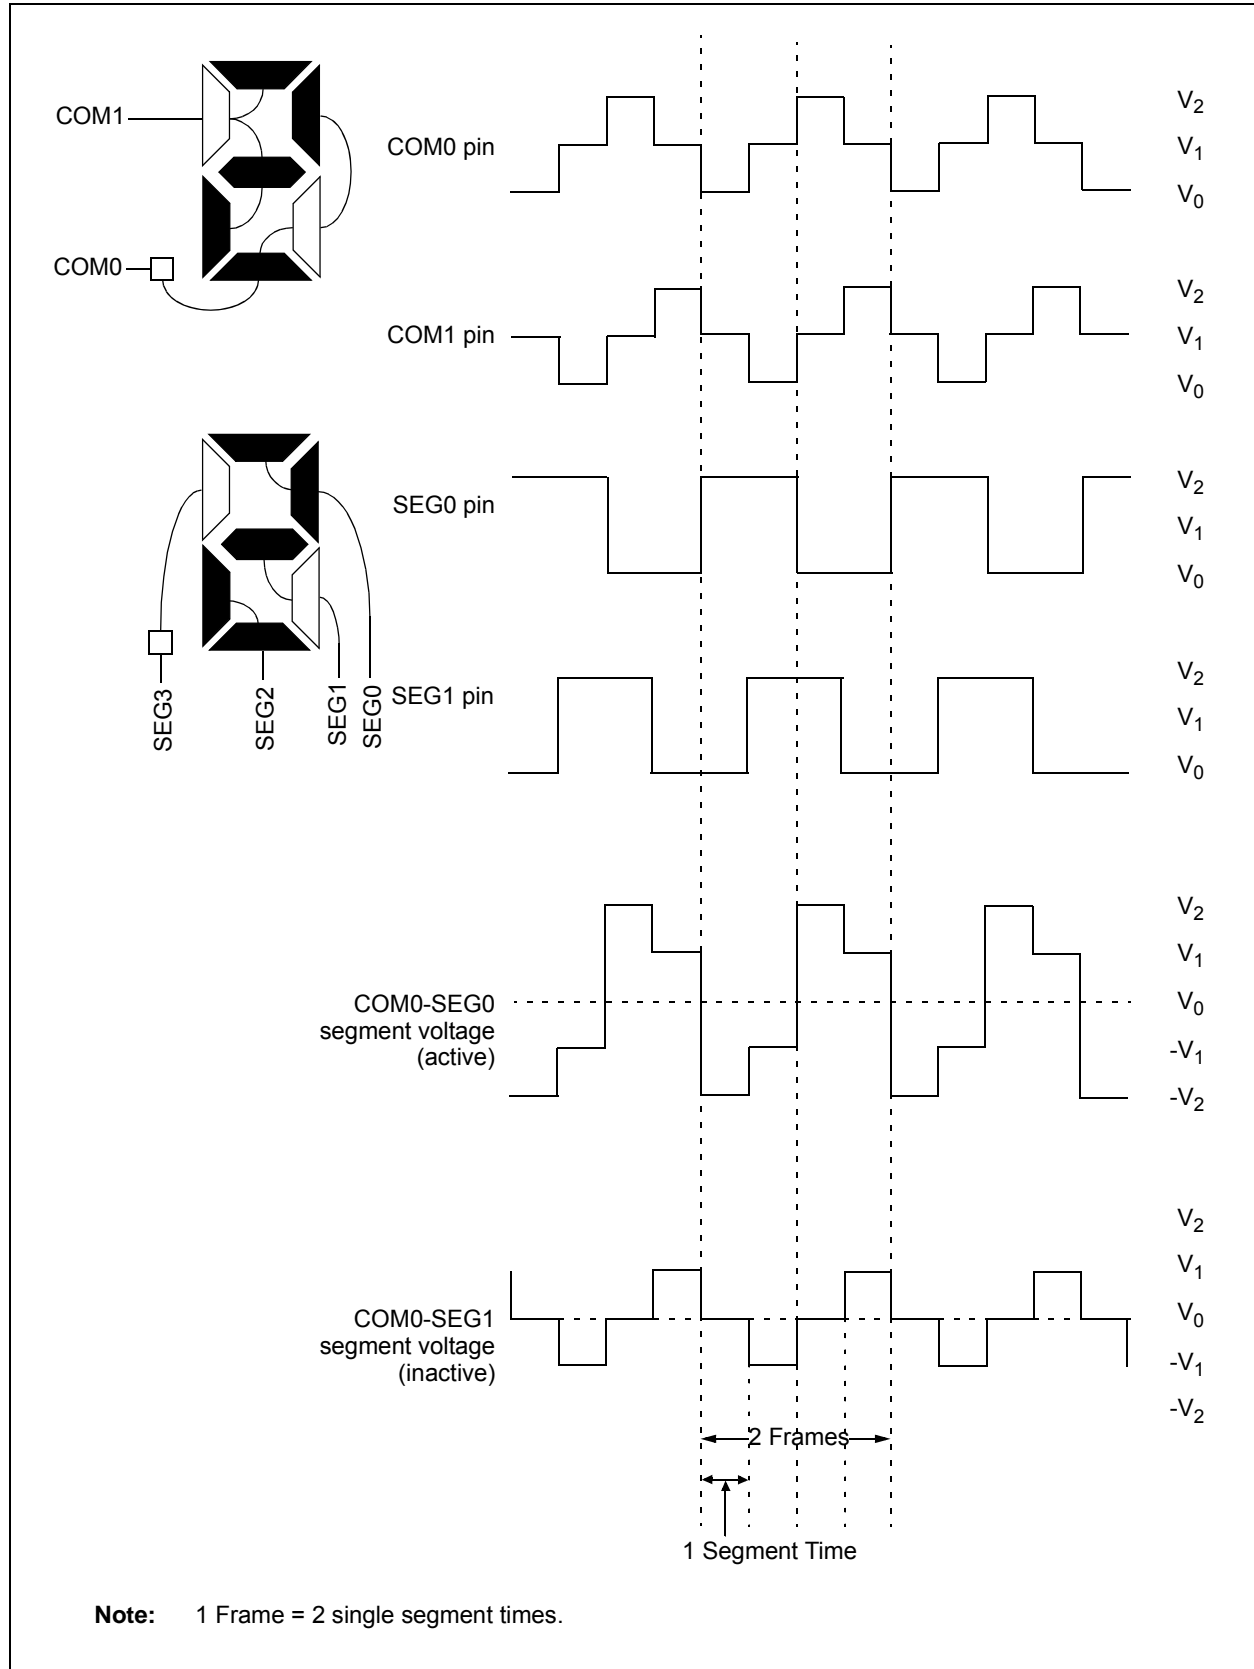 COM1
COM0
COM0 pin
V2
V1
V0
COM1 pin
V2
V1
V0
SEG0 pin
V2
V1
V0
SEG3
SEG2
SEG1
SEG0
SEG1 pin
V2
V1
V0
COM0-SEG0
segment voltage
(active)
V2
V1
V0
-V1
-V2
COM0-SEG1
segment voltage
(inactive)
V2
V1
V0
-V1
-V2
2 Frames
1 Segment Time
Note: 1 Frame = 2 single segment times.